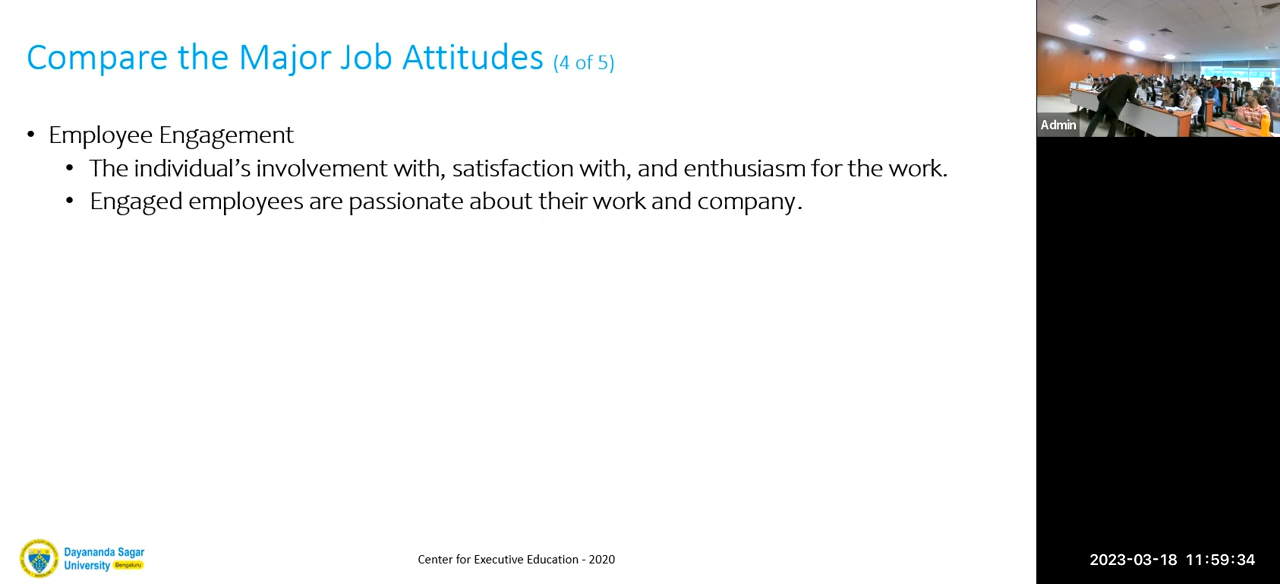 Compare the Major Job Attitudes (4 of 5)
• Employee Engagement
• The individual’s involvement with, satisfaction with, and enthusiasm for the work.
• Engaged employees are passionate about their work and company.
Admin
Dayananda Sagar
University Bengaluru
Center for Executive Education - 2020
2023-03-18 11:59:34